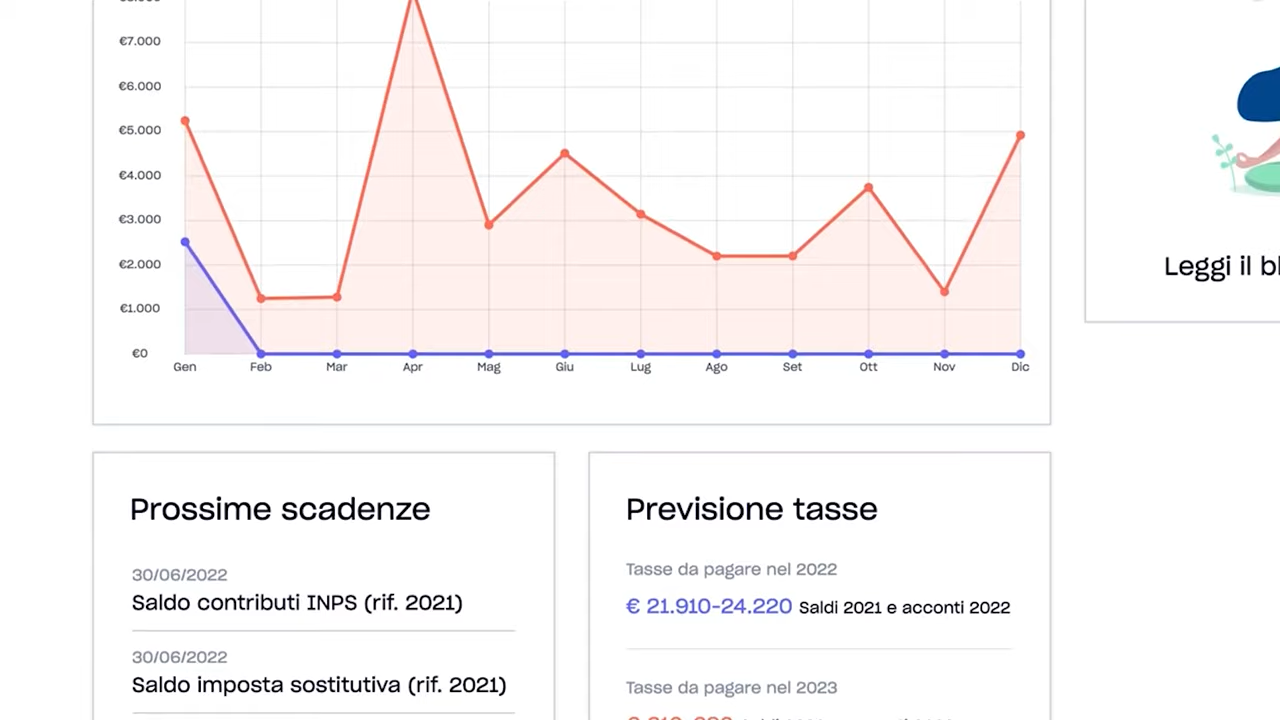 €7.000
€6.000
€5.000
€4.000
€3.000
€2.000
€1.000
€0
Gen Feb Mar Apr Mag Giu Lug Ago Set Ott Nov Dic
Leggi il bl
Prossime scadenze
30/06/2022
Saldo contributi INPS (rif. 2021)
30/06/2022
Saldo imposta sostitutiva (rif. 2021)
Previsione tasse
Tasse da pagare nel 2022
€ 21.910-24.220 Saldi 2021 e acconti 2022
Tasse da pagare nel 2023